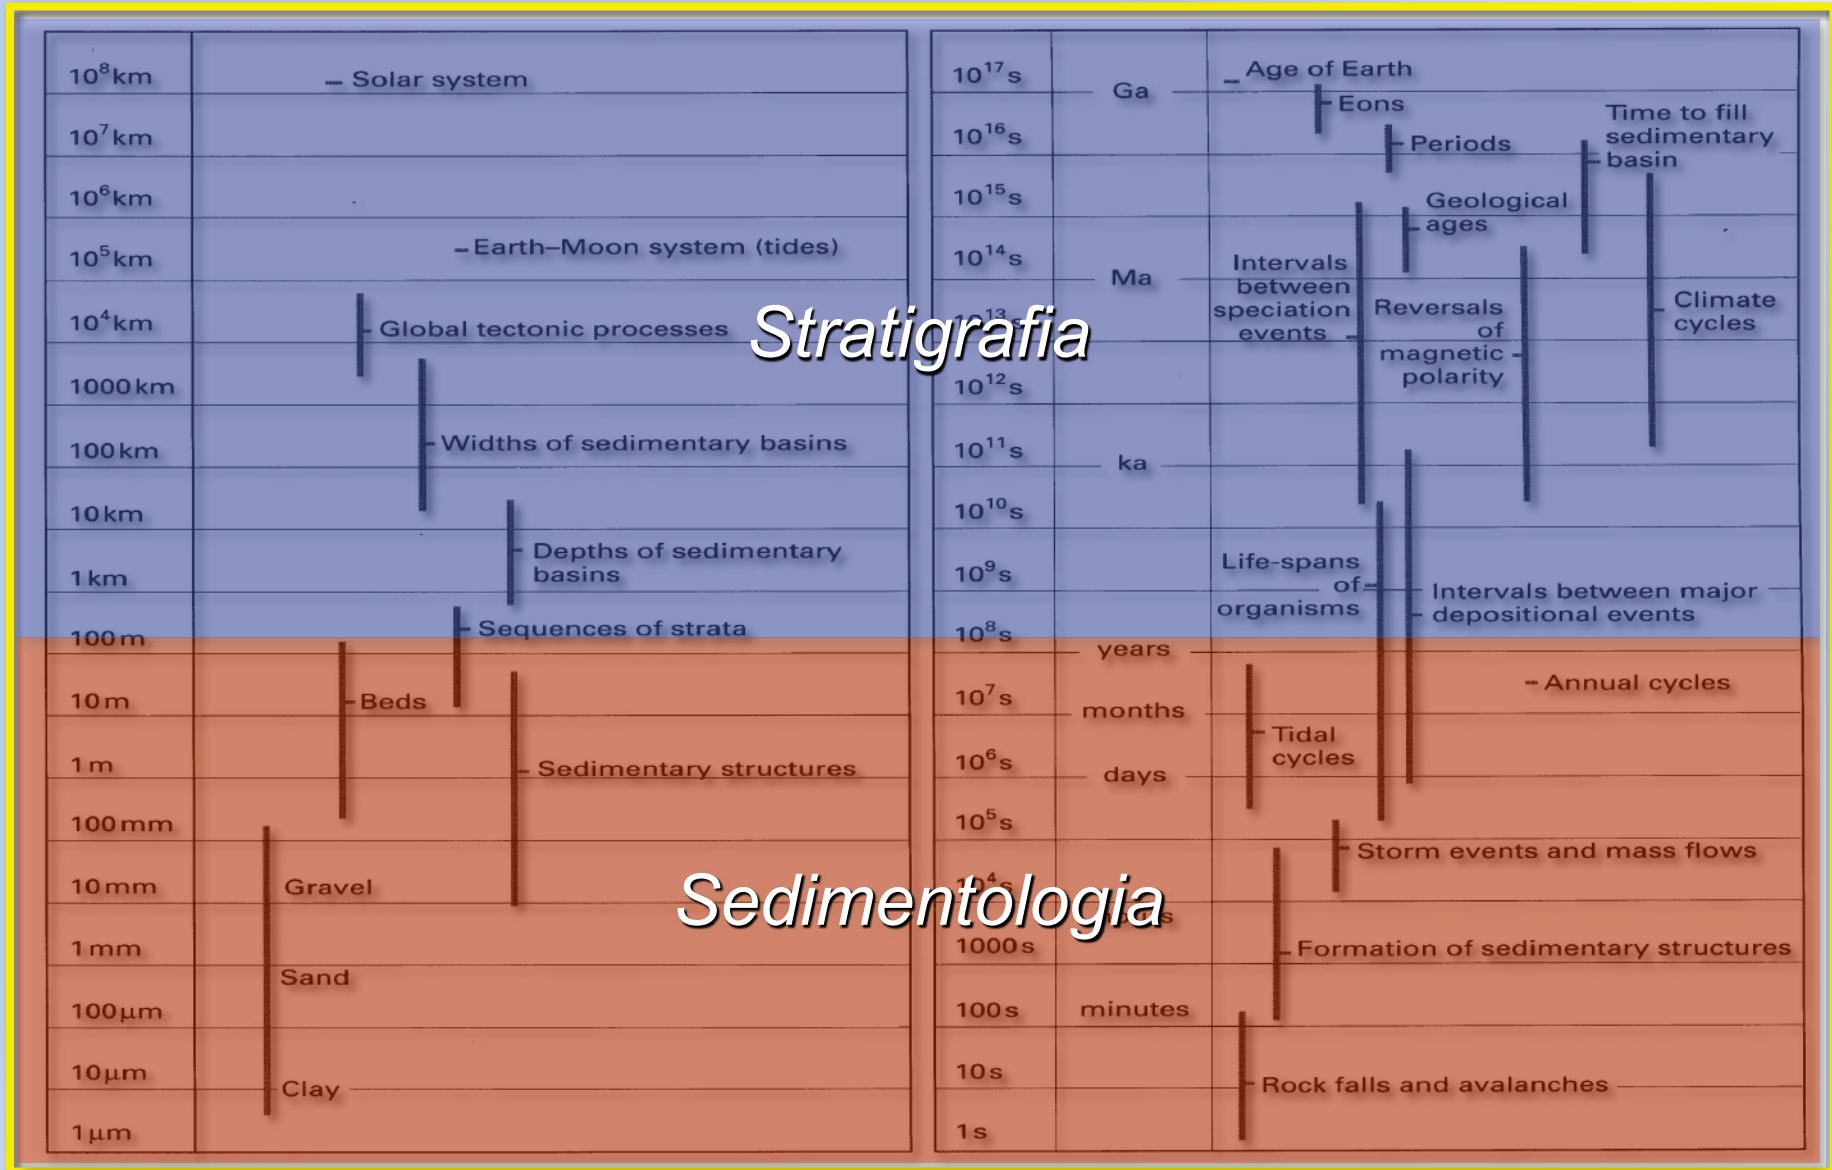 10⁸km
10⁷km
10⁶km
10⁵km
10⁴km
1000km
100km
10km
1km
100m
10m
1m
100mm
10mm
1mm
100µm
10µm
1µm
Solar system
Earth–Moon system (tides)
Global tectonic processes
Widths of sedimentary basins
Depths of sedimentary
basins
Sequences of strata
Beds
Sedimentary structures
Gravel
Sand
Clay
Stratigrafia
Sedimentologia
10¹⁷s
10¹⁶s
10¹⁵s
10¹⁴s
10¹³s
10¹²s
10¹¹s
10¹⁰s
10⁹s
10⁸s
10⁷s
10⁶s
10⁵s
10⁴s
1000s
100s
10s
1s
Ga
Ma
ka
years
months
days
minutes
Age of Earth
Eons
Periods
Time to fill
sedimentary
basin
Geological
ages
Intervals
between
speciation
events
Reversals
of
magnetic
polarity
Climate
cycles
Life-spans
of
organisms
Intervals between major
depositional events
Annual cycles
Tidal
cycles
Storm events and mass flows
Formation of sedimentary structures
Rock falls and avalanches